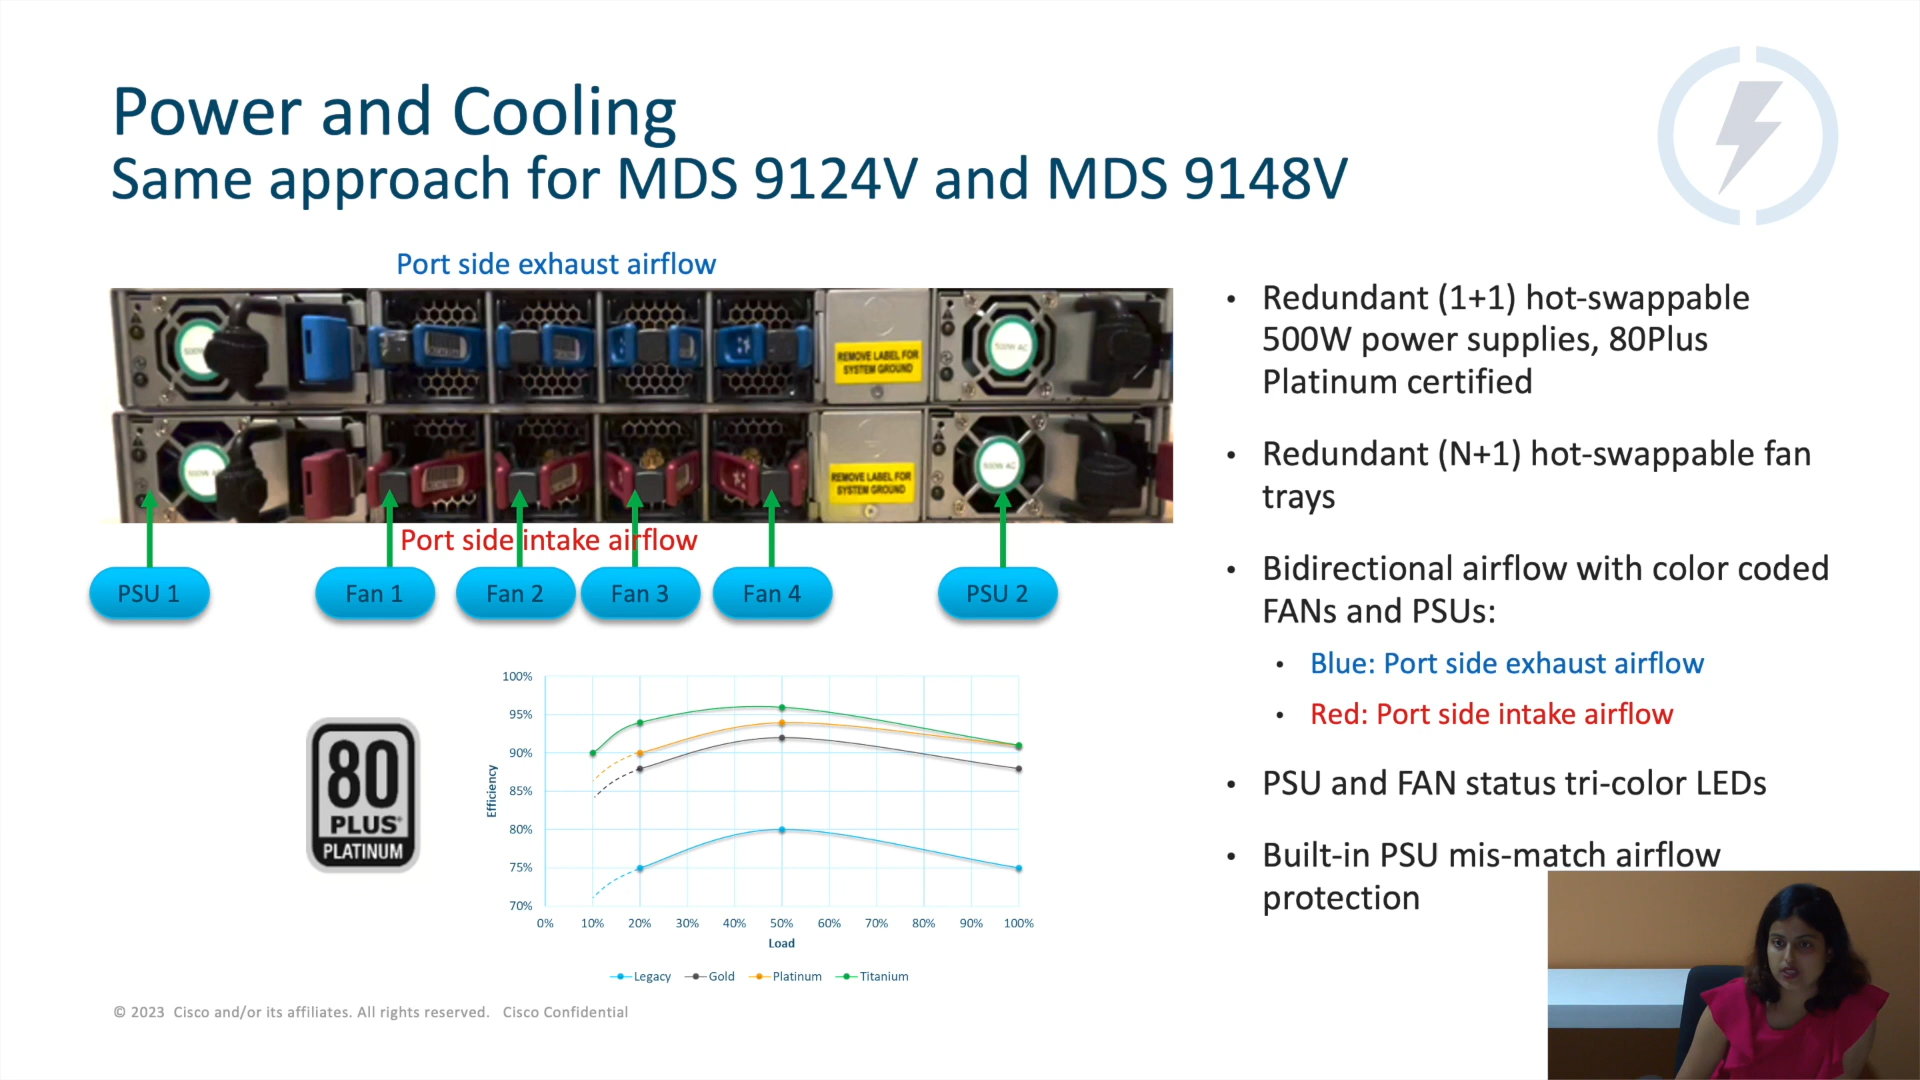 Power and Cooling
Same approach for MDS 9124V and MDS 9148V
Port side exhaust airflow
500W AC
REMOVE LABEL FOR
SYSTEM GROUND
500W AC
REMOVE LABEL FOR
SYSTEM GROUND
500W AC
Port side intake airflow
PSU 1
Fan 1
Fan 2
Fan 3
Fan 4
PSU 2
80
PLUS®
PLATINUM
100%
95%
90%
85%
80%
75%
70%
Efficiency
0% 10% 20% 30% 40% 50% 60% 70% 80% 90% 100%
Load
Legacy Gold Platinum Titanium
• Redundant (1+1) hot-swappable
500W power supplies, 80Plus
Platinum certified
• Redundant (N+1) hot-swappable fan
trays
• Bidirectional airflow with color coded
FANs and PSUs:
• Blue: Port side exhaust airflow
• Red: Port side intake airflow
• PSU and FAN status tri-color LEDs
• Built-in PSU mis-match airflow
protection
© 2023 Cisco and/or its affiliates. All rights reserved. Cisco Confidential